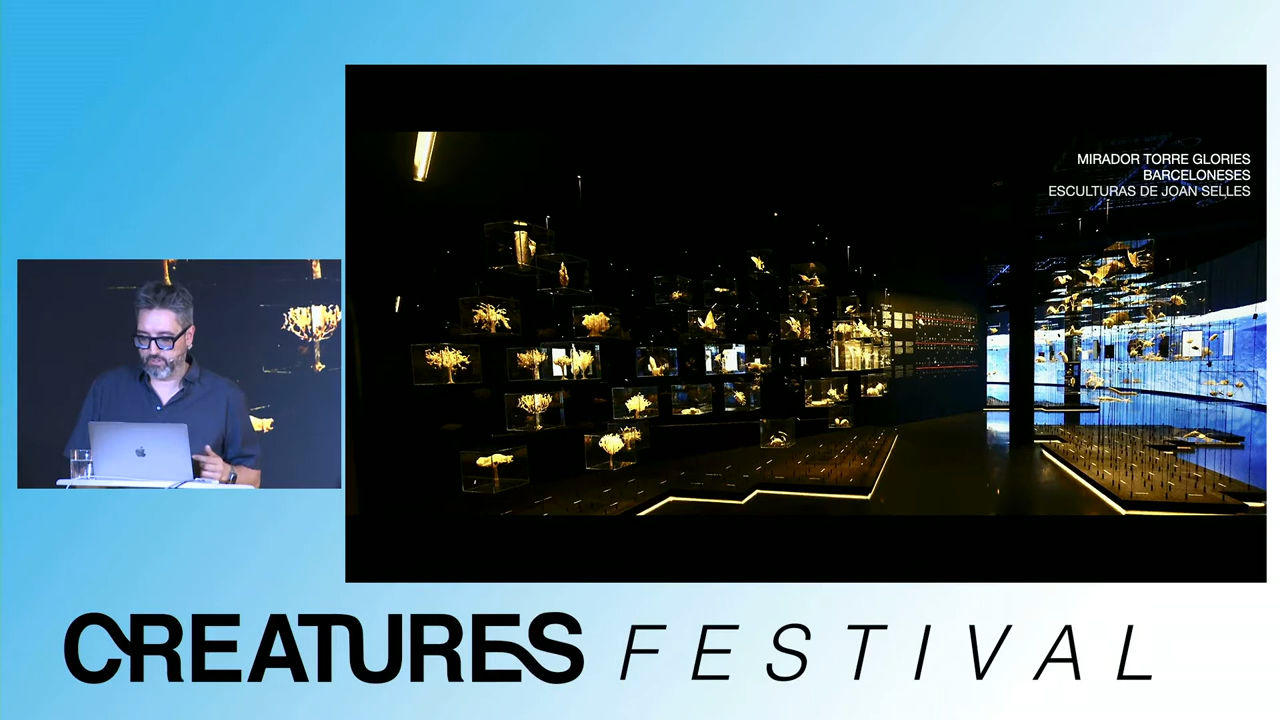 MIRADOR TORRE GLORIES
BARCELONESES
ESCULTURAS DE JOAN SELLES
CREATURES FESTIVAL